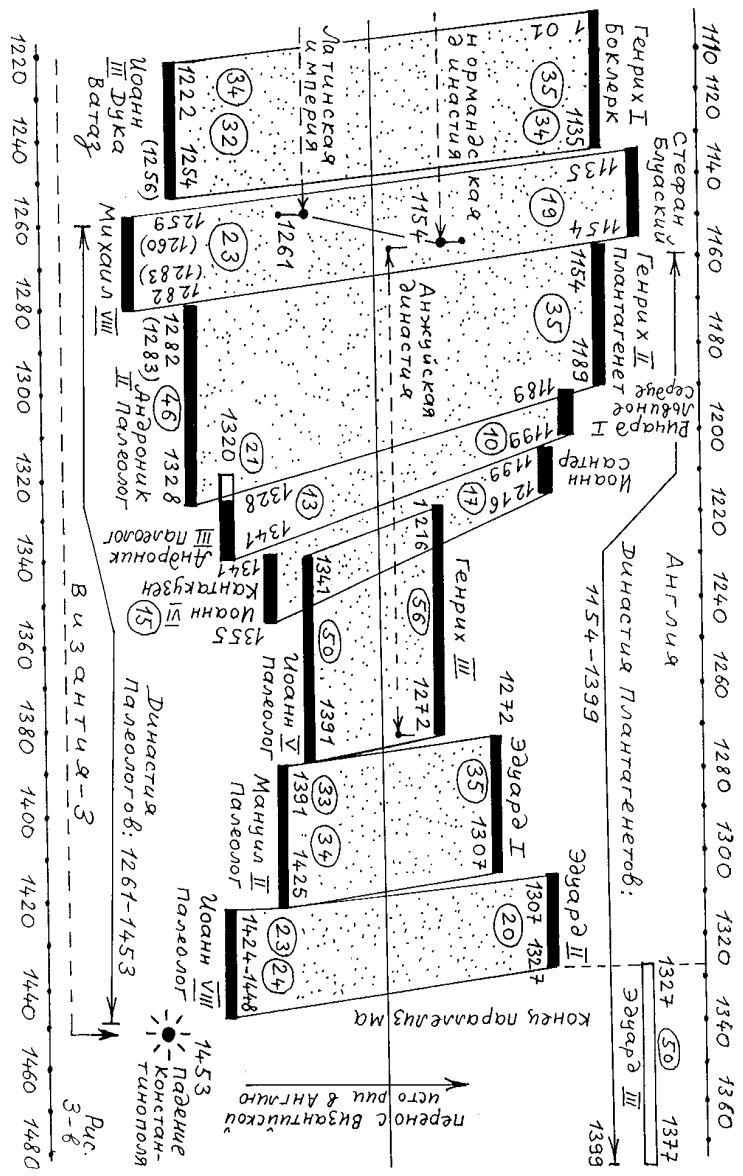 1110 1120 1140 1160 1180 1200 1220 1240 1260 1280 1300 1320 1340 1360
Англия
Династия Плантагенетов:
1154-1399
1327 50 1377
Эдуард III
1399
Генрих I
Боклерк
1101 1135
35 34
Стефан
Блуаский
1135 1154
19
Генрих II
Плантагенет
1154 1189
35
Ричард I
Львиное
Сердце
1189 1199
10
Иоанн
Сантер
1199 1216
17
Генрих III
1216 1272
56
Эдуард I
1272 1307
35
Эдуард II
1307 1327
20
нормандская
династия
1154
Анжуйская
династия
Латинская
империя
1261
конец параллелизма
перенос византийской
истории в Англию
34 32
1222 1254
(1256)
Иоанн
III Дука
Ватаз
23
1259 1282
(1260) (1283)
Михаил VIII
1282 46 1328
(1283) Андроник
II Палеолог
21
1320
13
1328 1341
Андроник
III Палеолог
1341 1355
Иоанн VI
Кантакузен
15
1341 50 1391
Иоанн V
Палеолог
33 34
1391 1425
Мануил II
Палеолог
23 24
1424-1448
Иоанн VIII
Палеолог
1453
Падение
Констан-
тинополя
Династия
Палеологов: 1261-1453
Византия-3
Рис.
3-в
1220 1240 1260 1280 1300 1320 1340 1360 1380 1400 1420 1440 1460 1480